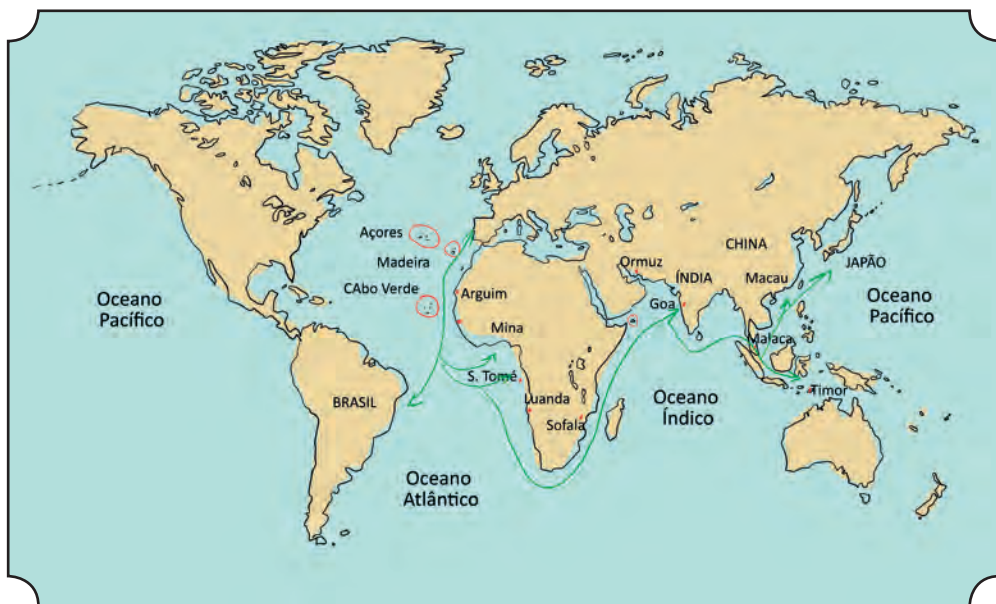 Açores
Madeira
CAbo Verde
Oceano
Pacífico
Arguim
Mina
S. Tomé
BRASIL
Luanda
Sofala
Oceano
Atlântico
Ormuz
ÍNDIA
Goa
CHINA
Macau
JAPÃO
Malaca
Timor
Oceano
Índico
Oceano
Pacífico